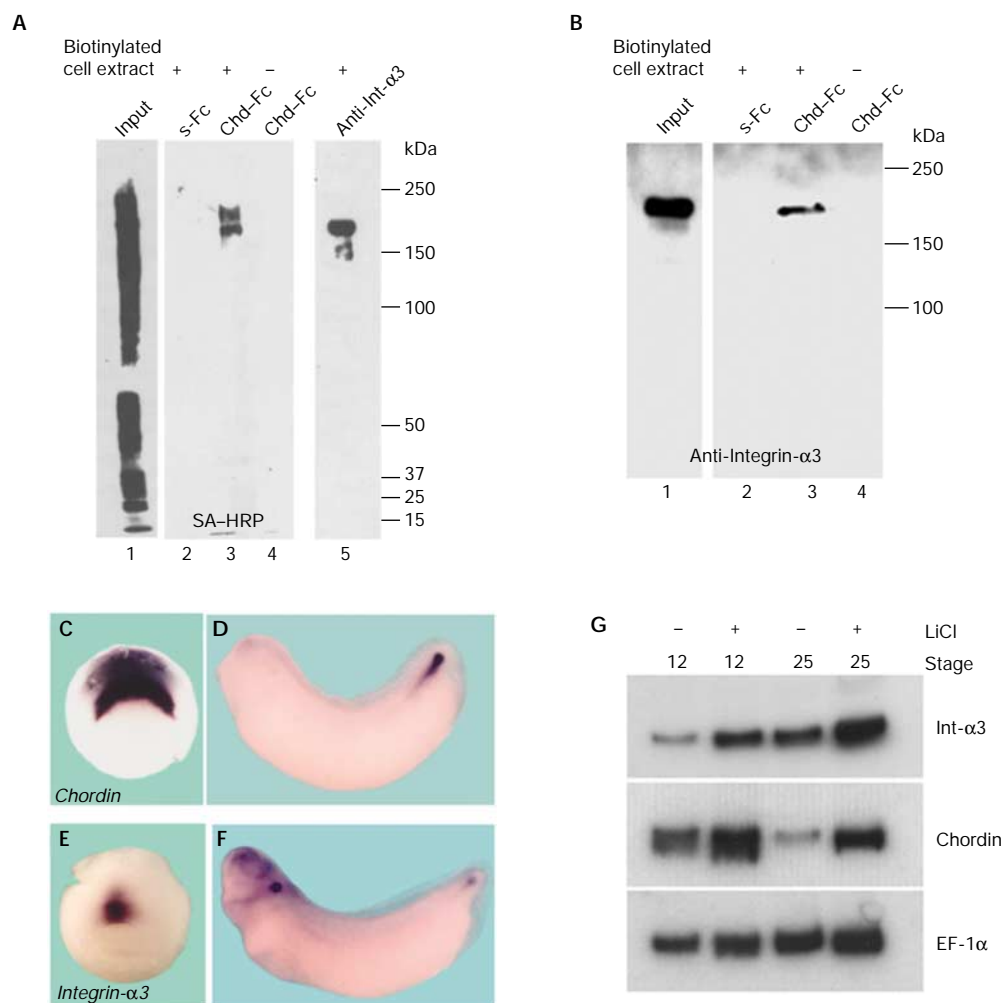 A
Biotinylated
cell extract + + – +
Input
s-Fc
Chd–Fc
Chd–Fc
Anti-Int-α3
kDa
250
150
100
50
37
25
15
SA–HRP
1 2 3 4 5
B
Biotinylated
cell extract + + –
Input
s-Fc
Chd–Fc
Chd–Fc
kDa
250
150
100
Anti-Integrin-α3
1 2 3 4
C
Chordin
D
E
Integrin-α3
F
G
– + – + LiCl
12 12 25 25 Stage
Int-α3
Chordin
EF-1α